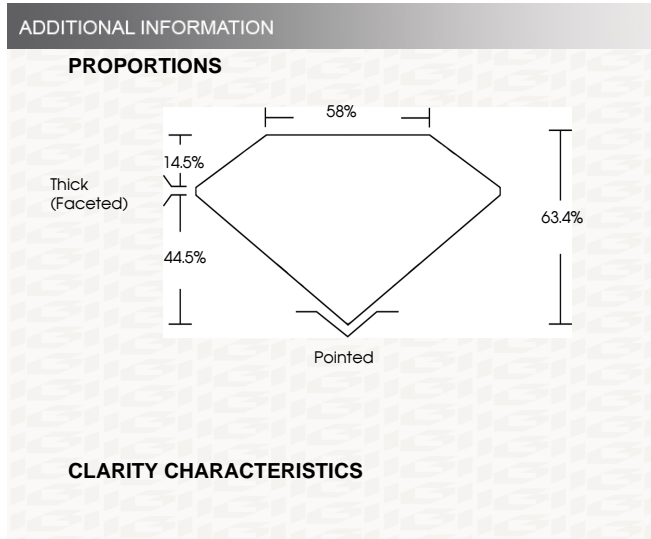 ADDITIONAL INFORMATION
PROPORTIONS
58%
14.5%
Thick
(Faceted)
63.4%
44.5%
Pointed
CLARITY CHARACTERISTICS